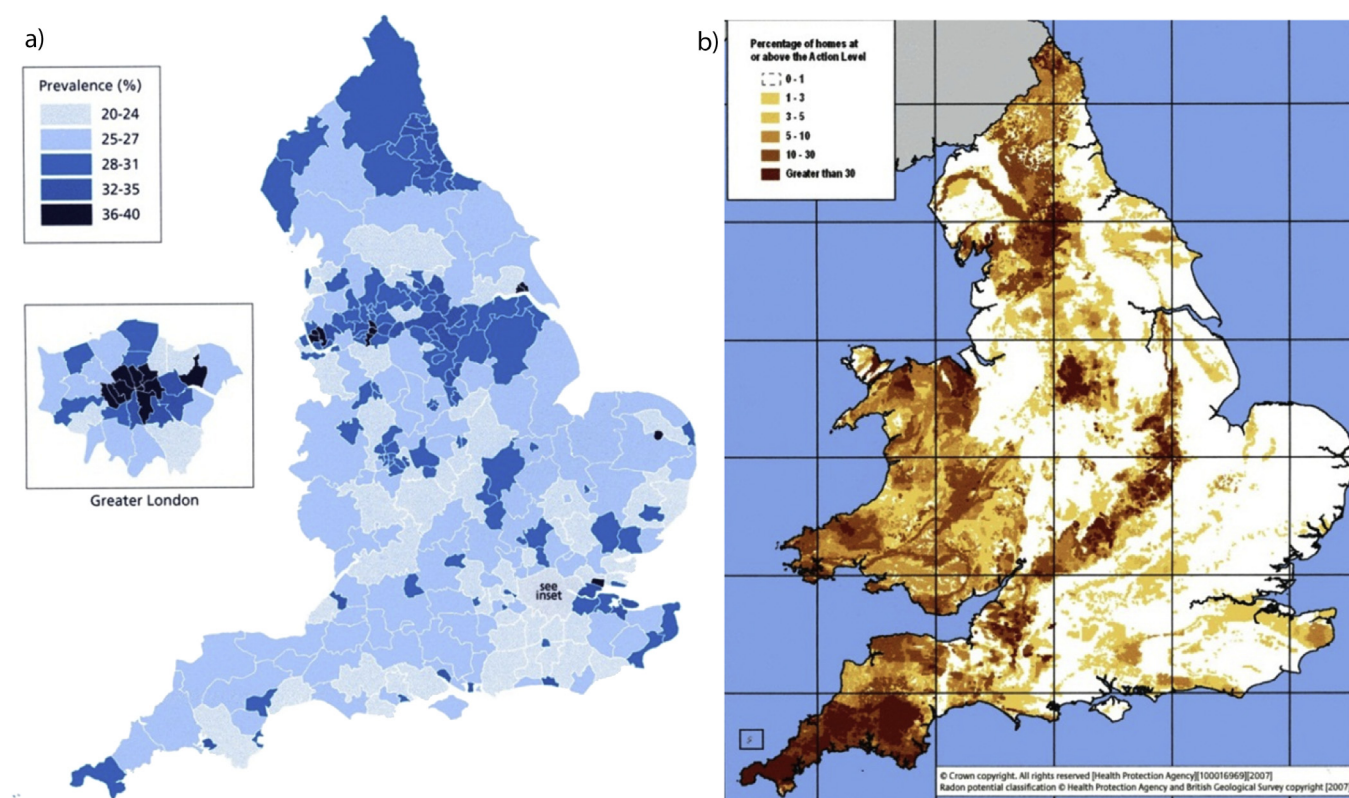 a)
Prevalence (%)
20-24
25-27
28-31
32-35
36-40
Greater London
see
inset
b)
Percentage of homes at
or above the Action Level
0 - 1
1 - 3
3 - 5
5 - 10
10 - 30
Greater than 30
© Crown copyright. All rights reserved [Health Protection Agency][100016969][2007]
Radon potential classification © Health Protection Agency and British Geological Survey copyright [2007]